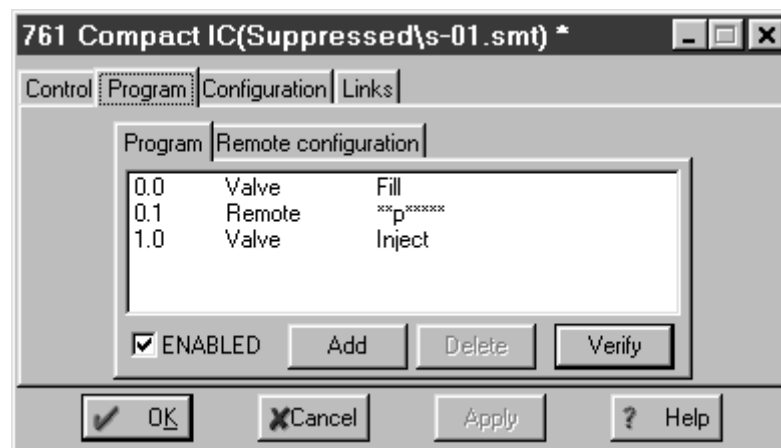 761 Compact IC(Suppressed\s-01.smt) *
Control Program Configuration Links
Program Remote configuration
0.0 Valve Fill
0.1 Remote **p*****
1.0 Valve Inject
ENABLED Add Delete Verify
OK Cancel Apply ? Help